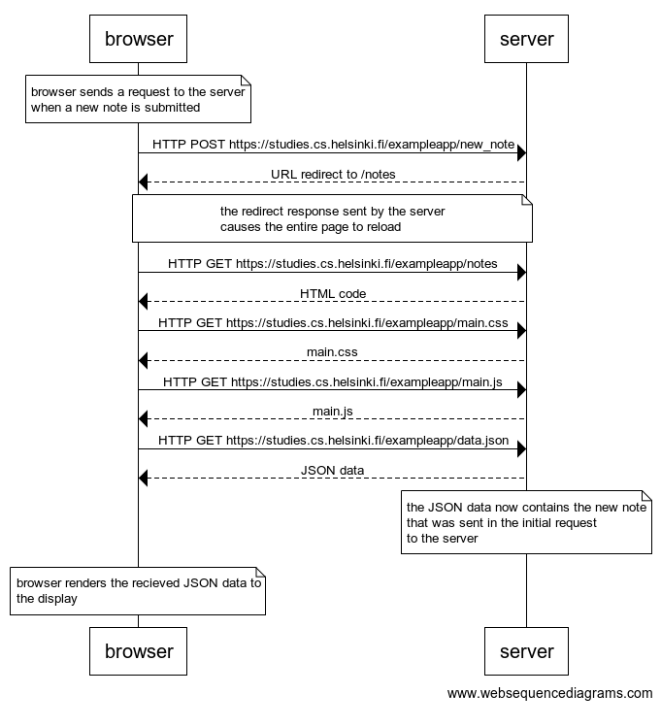 browser
server
browser sends a request to the server
when a new note is submitted
HTTP POST https://studies.cs.helsinki.fi/exampleapp/new_note
URL redirect to /notes
the redirect response sent by the server
causes the entire page to reload
HTTP GET https://studies.cs.helsinki.fi/exampleapp/notes
HTML code
HTTP GET https://studies.cs.helsinki.fi/exampleapp/main.css
main.css
HTTP GET https://studies.cs.helsinki.fi/exampleapp/main.js
main.js
HTTP GET https://studies.cs.helsinki.fi/exampleapp/data.json
JSON data
the JSON data now contains the new note
that was sent in the initial request
to the server
browser renders the recieved JSON data to
the display
browser
server
www.websequencediagrams.com